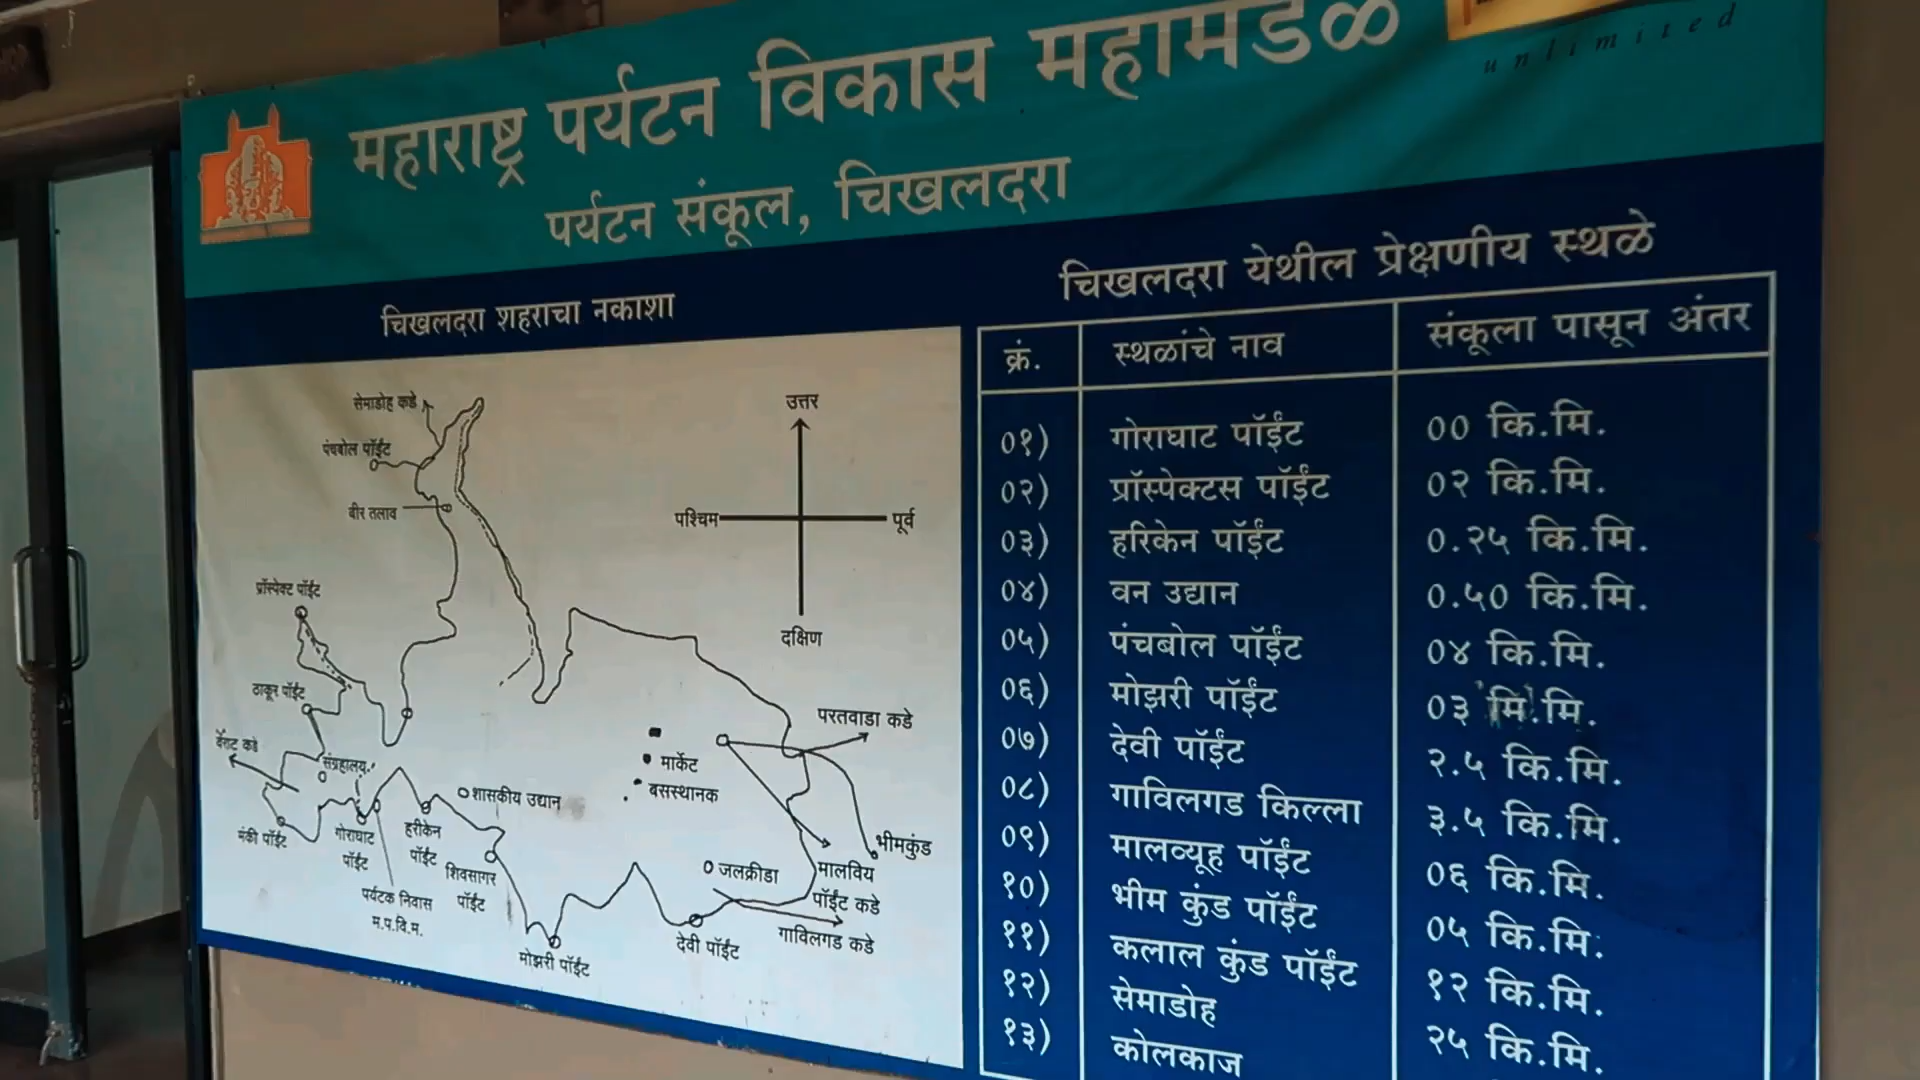 महाराष्ट्र पर्यटन विकास महामंडळ
unlimited
पर्यटन संकूल, चिखलदरा
चिखलदरा शहराचा नकाशा
सेमाडोह कडे
पंचबोल पॉईंट
बीर तलाव
उत्तर
पश्चिम
पूर्व
दक्षिण
प्रॉस्पेक्ट पॉईंट
ठाकूर पॉईंट
वैराट कडे
संग्रहालय
मंकी पॉईंट
गोराघाट
पॉईंट
हरीकेन
पॉईंट
शासकीय उद्यान
शिवसागर
पॉईंट
पर्यटक निवास
म.प.वि.म.
मोझरी पॉईंट
देवी पॉईंट
मार्केट
बसस्थानक
परतवाडा कडे
भीमकुंड
मालविय
पॉईंट कडे
जलक्रीडा
गाविलगड कडे
चिखलदरा येथील प्रेक्षणीय स्थळे
क्रं. स्थळांचे नाव संकूला पासून अंतर
०१) गोराघाट पॉईंट ०० कि.मि.
०२) प्रॉस्पेक्टस पॉईंट ०२ कि.मि.
०३) हरिकेन पॉईंट ०.२५ कि.मि.
०४) वन उद्यान ०.५० कि.मि.
०५) पंचबोल पॉईंट ०४ कि.मि.
०६) मोझरी पॉईंट ०३ मि.मि.
०७) देवी पॉईंट २.५ कि.मि.
०८) गाविलगड किल्ला ३.५ कि.मि.
०९) मालव्यूह पॉईंट ०६ कि.मि.
१०) भीम कुंड पॉईंट ०५ कि.मि.
११) कलाल कुंड पॉईंट १२ कि.मि.
१२) सेमाडोह २५ कि.मि.
१३) कोलकाज